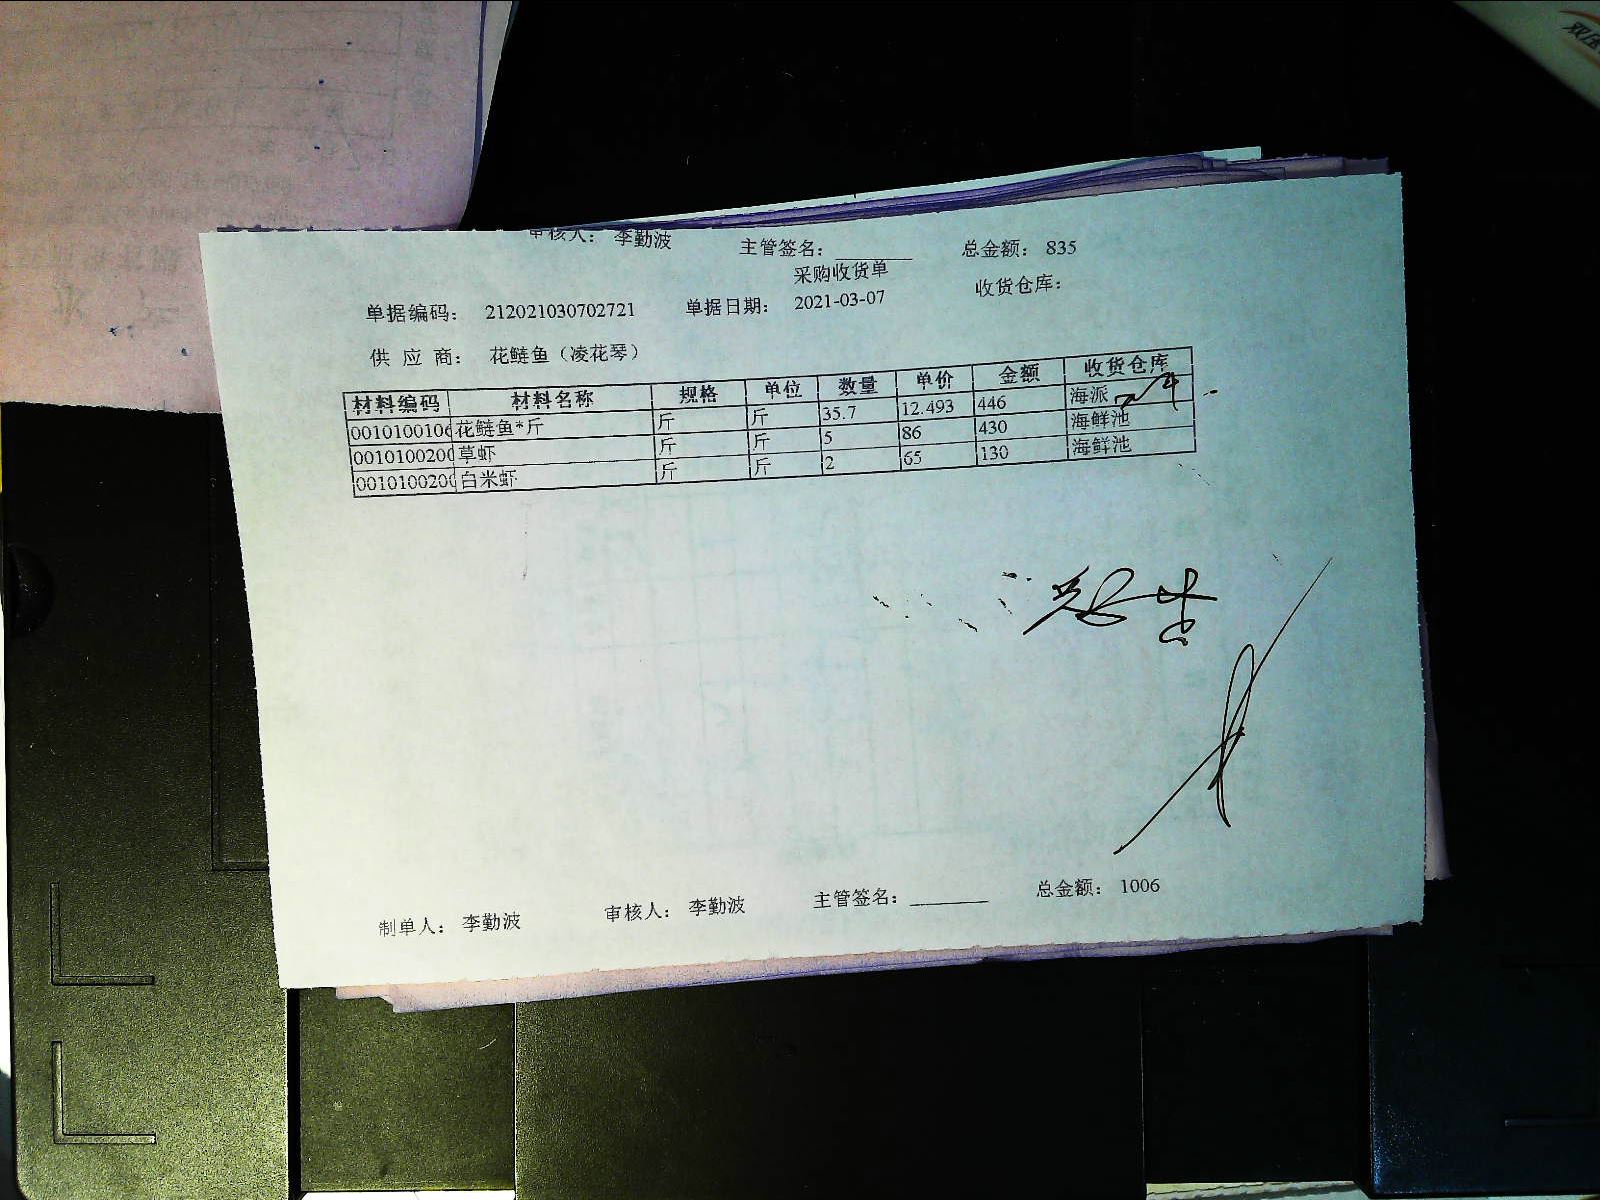 审核人： 李勤波 主管签名：________ 总金额： 835
采购收货单
单据编码： 212021030702721 单据日期： 2021-03-07 收货仓库：
供 应 商： 花鲢鱼（凌花琴）
材料编码 材料名称 规格 单位 数量 单价 金额 收货仓库
0010100100 花鲢鱼*斤 斤 斤 35.7 12.493 446 海派
0010100200 草虾 斤 斤 5 86 430 海鲜池
0010100200 白米虾 斤 斤 2 65 130 海鲜池
制单人： 李勤波 审核人： 李勤波 主管签名：________ 总金额： 1006